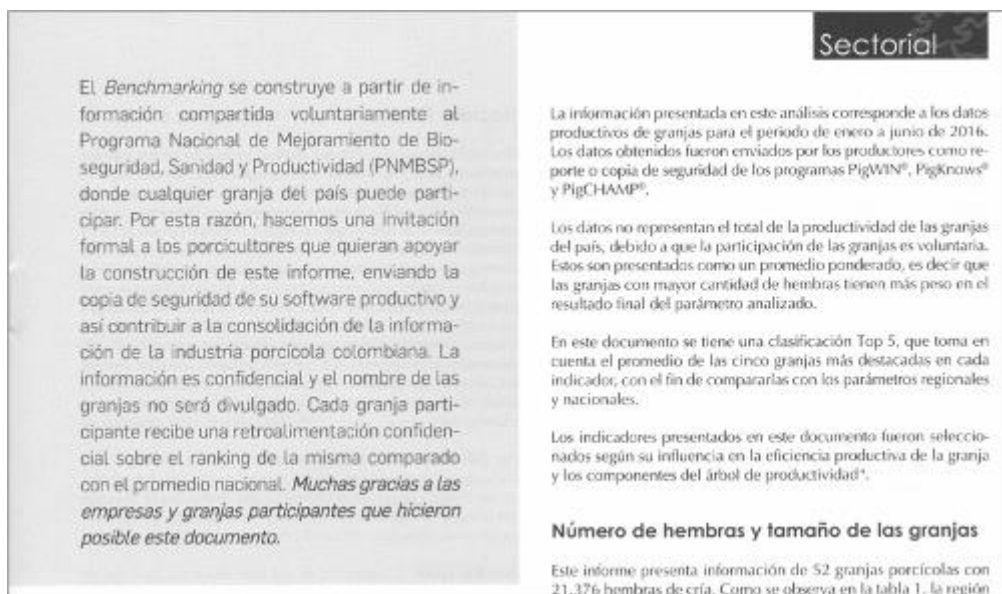 El Benchmarking se construye a partir de in-
formación compartida voluntariamente al
Programa Nacional de Mejoramiento de Bio-
seguridad, Sanidad y Productividad (PNMBSP),
donde cualquier granja del país puede parti-
cipar. Por esta razón, hacemos una invitación
formal a los porcicultores que quieran apoyar
la construcción de este informe, enviando la
copia de seguridad de su software productivo y
así contribuir a la consolidación de la informa-
ción de la industria porcícola colombiana. La
información es confidencial y el nombre de las
granjas no será divulgado. Cada granja parti-
cipante recibe una retroalimentación confiden-
cial sobre el ranking de la misma comparado
con el promedio nacional. Muchas gracias a las
empresas y granjas participantes que hicieron
posible este documento.
Sectorial
La información presentada en este análisis corresponde a los datos
productivos de granjas para el periodo de enero a junio de 2016.
Los datos obtenidos fueron enviados por los productores como re-
porte o copia de seguridad de los programas PigWIN®, PigKnows®
y PigCHAMP®.
Los datos no representan el total de la productividad de las granjas
del país, debido a que la participación de las granjas es voluntaria.
Estos son presentados como un promedio ponderado, es decir que
las granjas con mayor cantidad de hembras tienen más peso en el
resultado final del parámetro analizado.
En este documento se tiene una clasificación Top 5, que toma en
cuenta el promedio de las cinco granjas más destacadas en cada
indicador, con el fin de compararlas con los parámetros regionales
y nacionales.
Los indicadores presentados en este documento fueron seleccio-
nados según su influencia en la eficiencia productiva de la granja
y los componentes del árbol de productividad*.
Número de hembras y tamaño de las granjas
Este informe presenta información de 52 granjas porcícolas con
21.376 hembras de cría. Como se observa en la tabla 1, la región